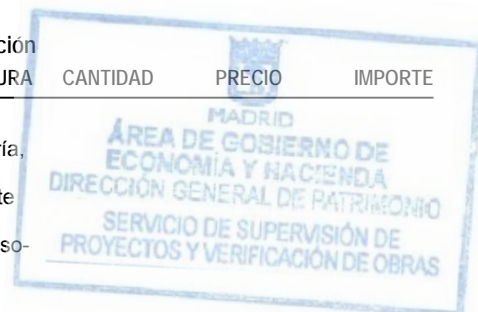 ción
URA CANTIDAD PRECIO IMPORTE
MADRID
ría,
ÁREA DE GOBIERNO DE
ECONOMÍA Y HACIENDA
te
DIRECCIÓN GENERAL DE PATRIMONIO
SERVICIO DE SUPERVISIÓN DE
so-
PROYECTOS Y VERIFICACIÓN DE OBRAS